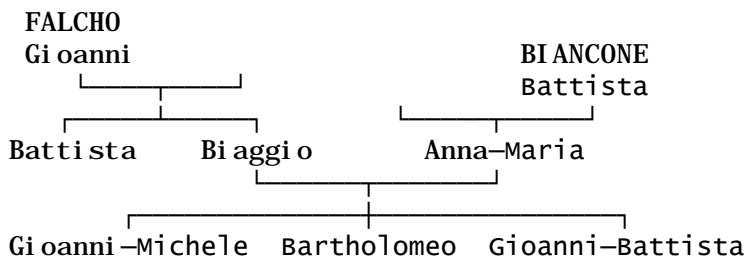 FALCHO
Gioanni BIANCONE
Battista
Battista Biaggio Anna-Maria
Gioanni-Michele Bartholomeo Gioanni-Battista